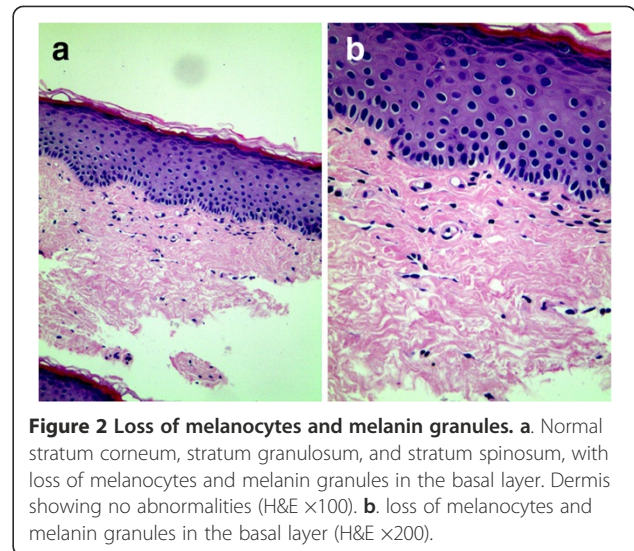 a
b
Figure 2 Loss of melanocytes and melanin granules. a. Normal
stratum corneum, stratum granulosum, and stratum spinosum, with
loss of melanocytes and melanin granules in the basal layer. Dermis
showing no abnormalities (H&E ×100). b. loss of melanocytes and
melanin granules in the basal layer (H&E ×200).